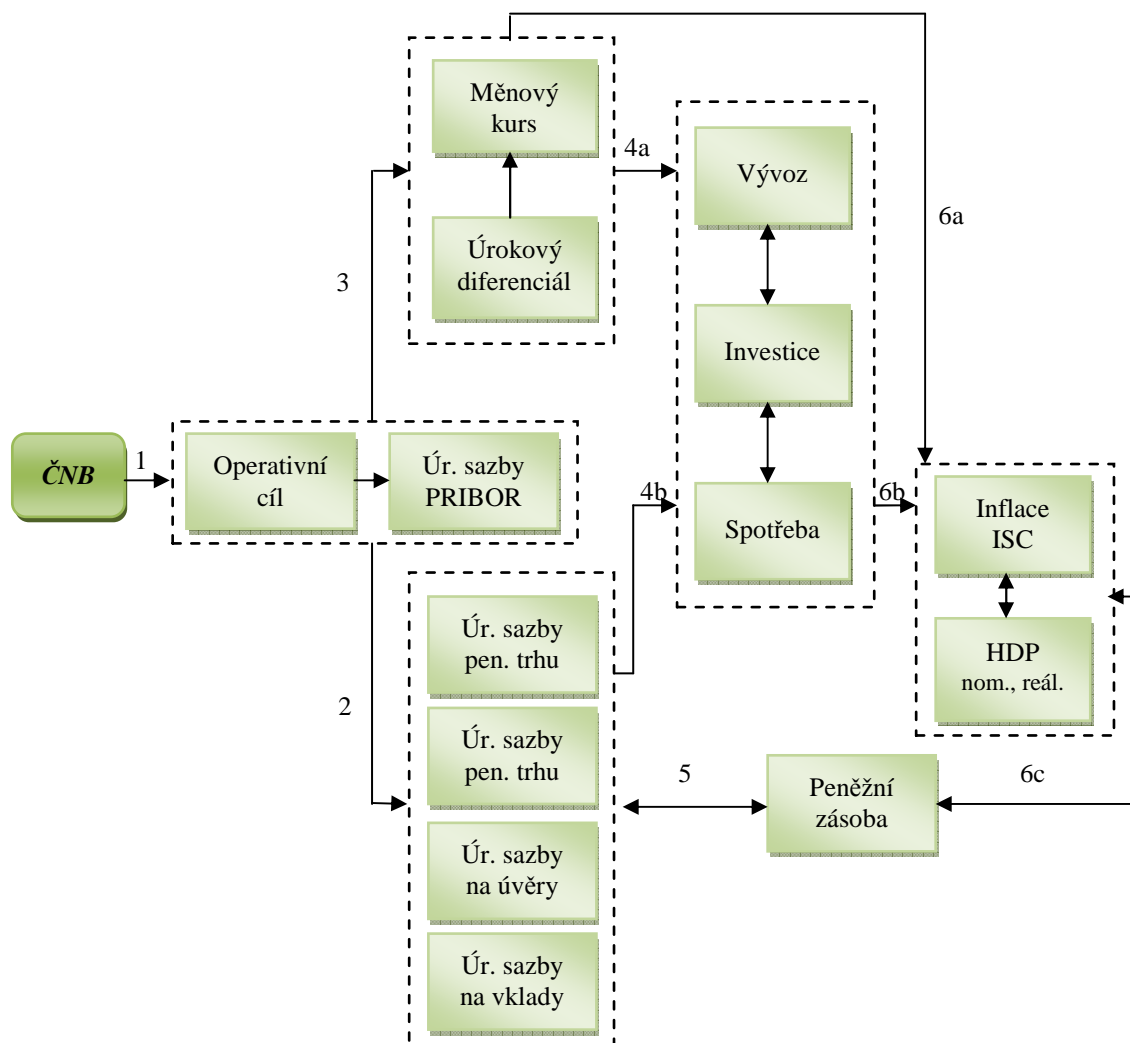 Měnový
kurs
Úrokový
diferenciál
3
4a
Vývoz
Investice
Spotřeba
6a
ČNB
1
Operativní
cíl
Úr. sazby
PRIBOR
4b
6b
Inflace
ISC
HDP
nom., reál.
2
Úr. sazby
pen. trhu
Úr. sazby
pen. trhu
Úr. sazby
na úvěry
Úr. sazby
na vklady
5
Peněžní
zásoba
6c